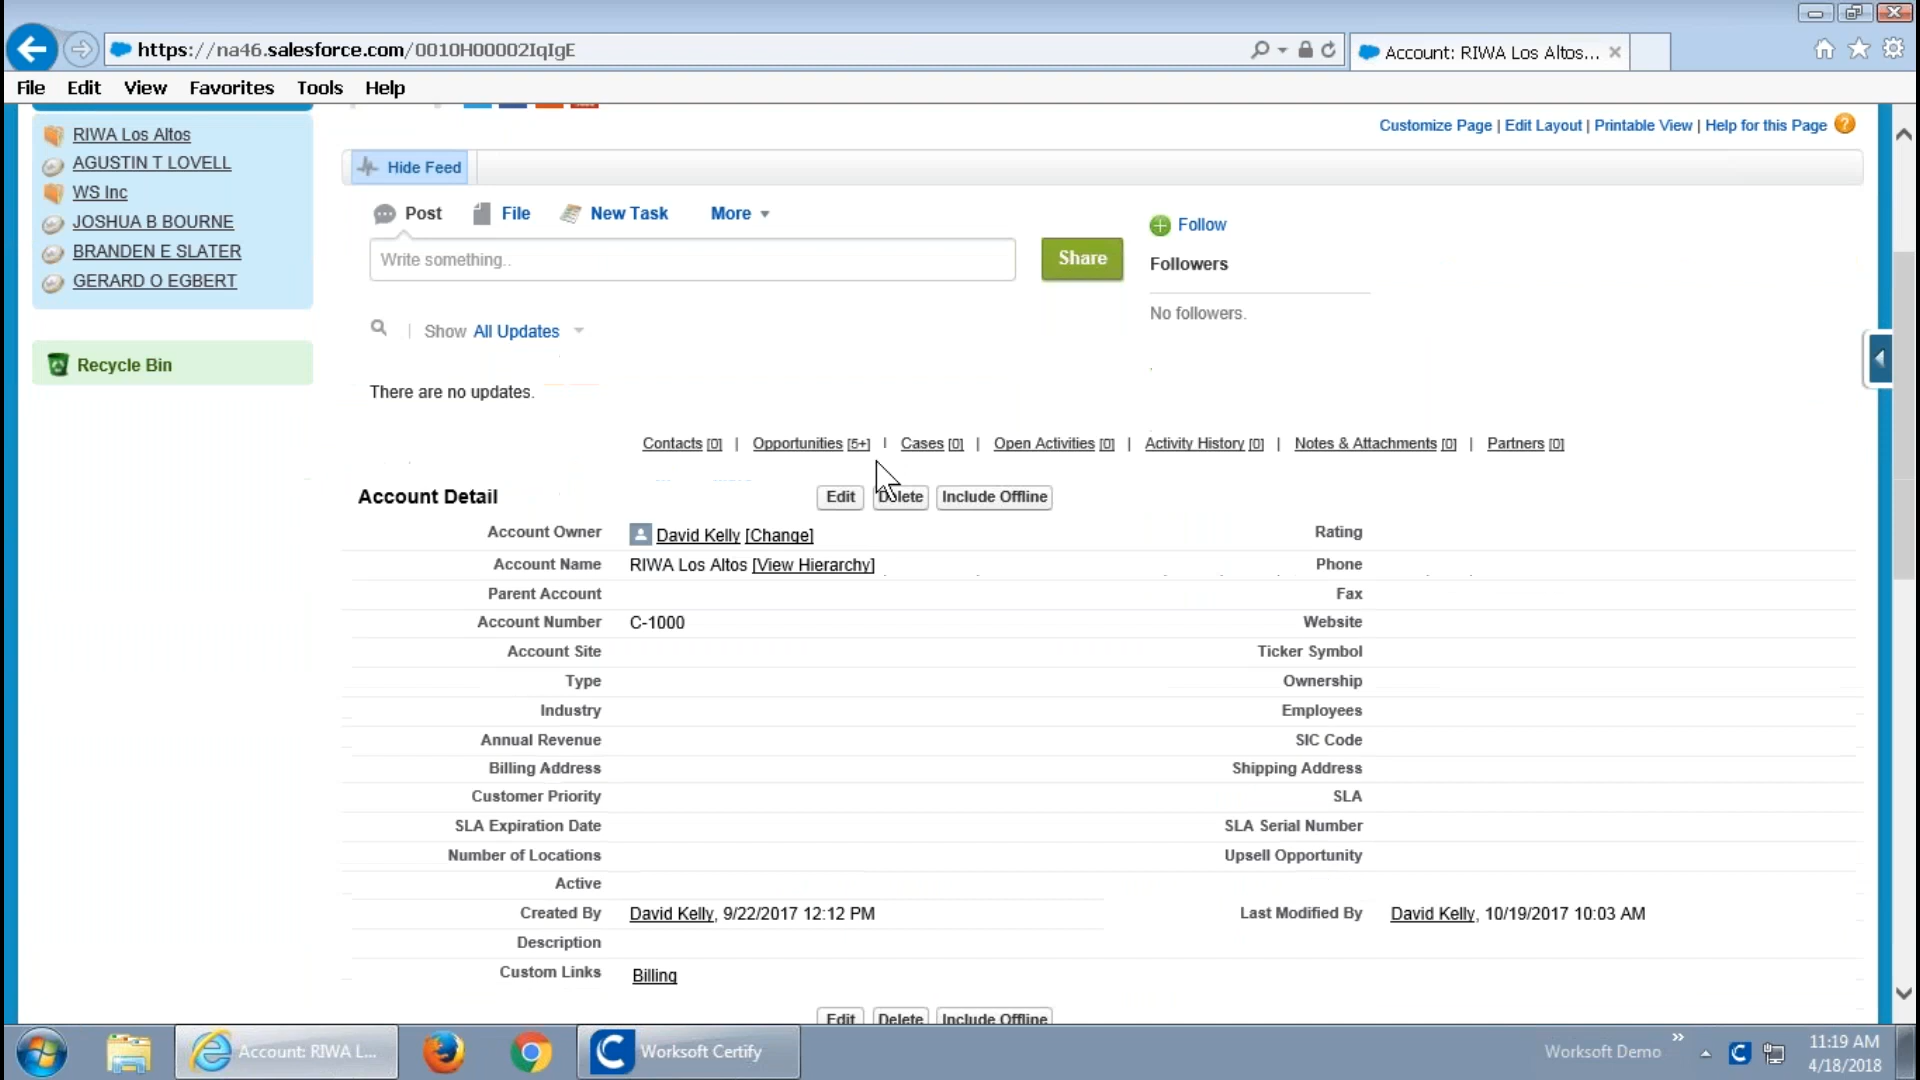 https://na46.salesforce.com/0010H00002IqIgE
Account: RIWA Los Altos...
File Edit View Favorites Tools Help
Customize Page | Edit Layout | Printable View | Help for this Page ?
RIWA Los Altos
AGUSTIN T LOVELL
WS Inc
JOSHUA B BOURNE
BRANDEN E SLATER
GERARD O EGBERT
Recycle Bin
Hide Feed
Post File New Task More
Write something..
Share
Follow
Followers
No followers.
Show All Updates
There are no updates.
Contacts [0] | Opportunities [5+] | Cases [0] | Open Activities [0] | Activity History [0] | Notes & Attachments [0] | Partners [0]
Account Detail Edit Delete Include Offline
Account Owner David Kelly [Change] Rating
Account Name RIWA Los Altos [View Hierarchy] Phone
Parent Account Fax
Account Number C-1000 Website
Account Site Ticker Symbol
Type Ownership
Industry Employees
Annual Revenue SIC Code
Billing Address Shipping Address
Customer Priority SLA
SLA Expiration Date SLA Serial Number
Number of Locations Upsell Opportunity
Active
Created By David Kelly, 9/22/2017 12:12 PM Last Modified By David Kelly, 10/19/2017 10:03 AM
Description
Custom Links Billing
Edit Delete Include Offline
Account: RIWA L...
Worksoft Certify
Worksoft Demo
11:19 AM
4/18/2018